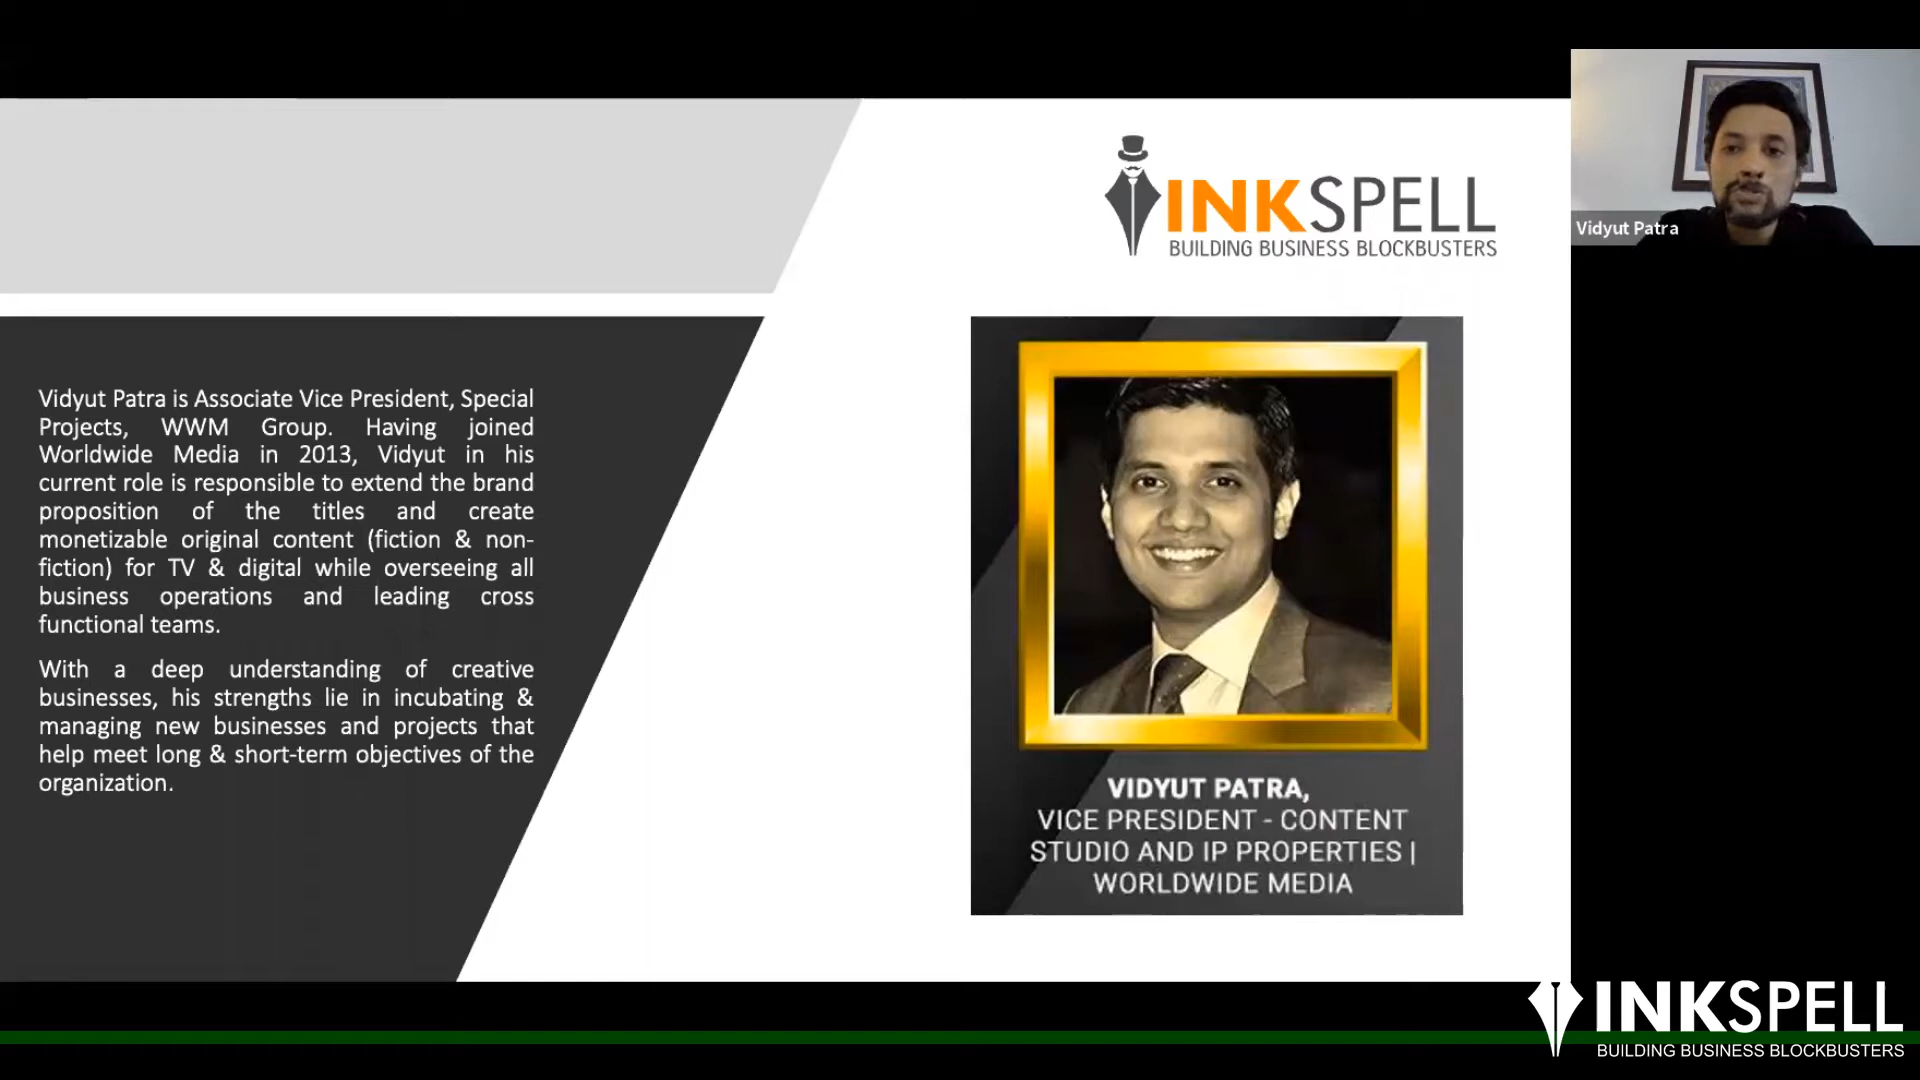 INKSPELL
BUILDING BUSINESS BLOCKBUSTERS
Vidyut Patra
Vidyut Patra is Associate Vice President, Special
Projects, WWM Group. Having joined
Worldwide Media in 2013, Vidyut in his
current role is responsible to extend the brand
proposition of the titles and create
monetizable original content (fiction & non-
fiction) for TV & digital while overseeing all
business operations and leading cross
functional teams.
With a deep understanding of creative
businesses, his strengths lie in incubating &
managing new businesses and projects that
help meet long & short-term objectives of the
organization.
VIDYUT PATRA,
VICE PRESIDENT - CONTENT
STUDIO AND IP PROPERTIES |
WORLDWIDE MEDIA
INKSPELL
BUILDING BUSINESS BLOCKBUSTERS